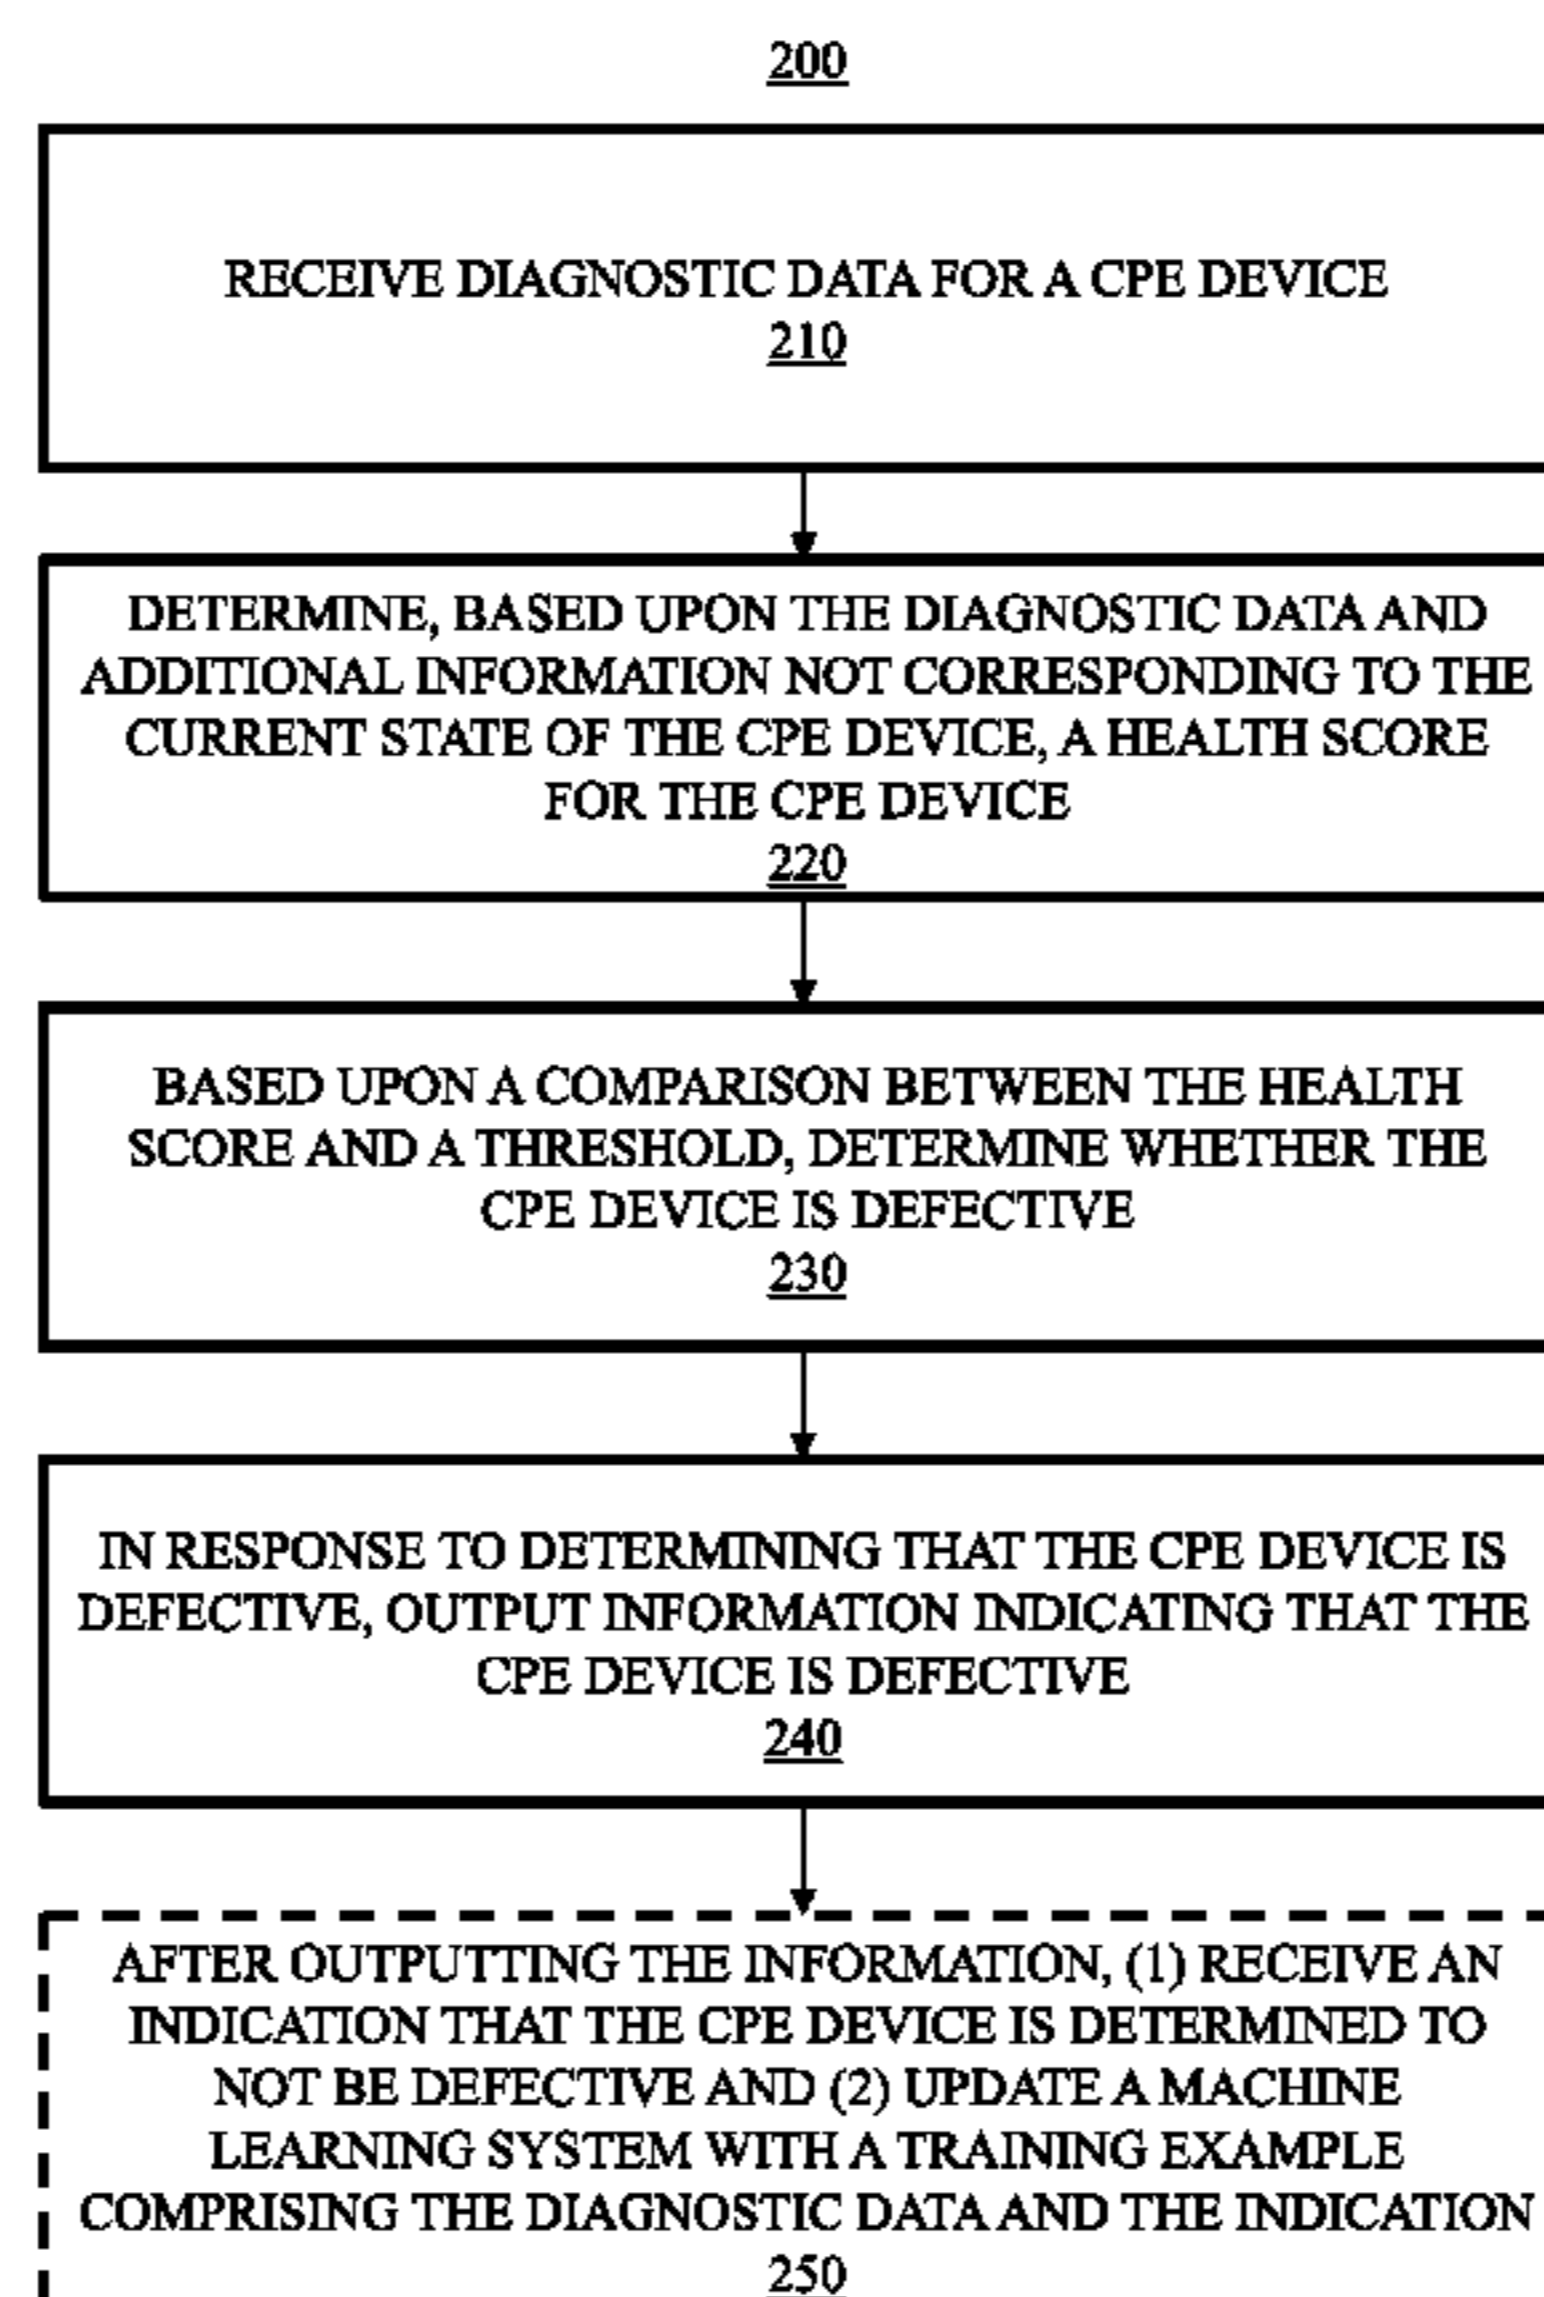 200
RECEIVE DIAGNOSTIC DATA FOR A CPE DEVICE
210
DETERMINE, BASED UPON THE DIAGNOSTIC DATA AND
ADDITIONAL INFORMATION NOT CORRESPONDING TO THE
CURRENT STATE OF THE CPE DEVICE, A HEALTH SCORE
FOR THE CPE DEVICE
220
BASED UPON A COMPARISON BETWEEN THE HEALTH
SCORE AND A THRESHOLD, DETERMINE WHETHER THE
CPE DEVICE IS DEFECTIVE
230
IN RESPONSE TO DETERMINING THAT THE CPE DEVICE IS
DEFECTIVE, OUTPUT INFORMATION INDICATING THAT THE
CPE DEVICE IS DEFECTIVE
240
AFTER OUTPUTTING THE INFORMATION, (1) RECEIVE AN
INDICATION THAT THE CPE DEVICE IS DETERMINED TO
NOT BE DEFECTIVE AND (2) UPDATE A MACHINE
LEARNING SYSTEM WITH A TRAINING EXAMPLE
COMPRISING THE DIAGNOSTIC DATA AND THE INDICATION
250